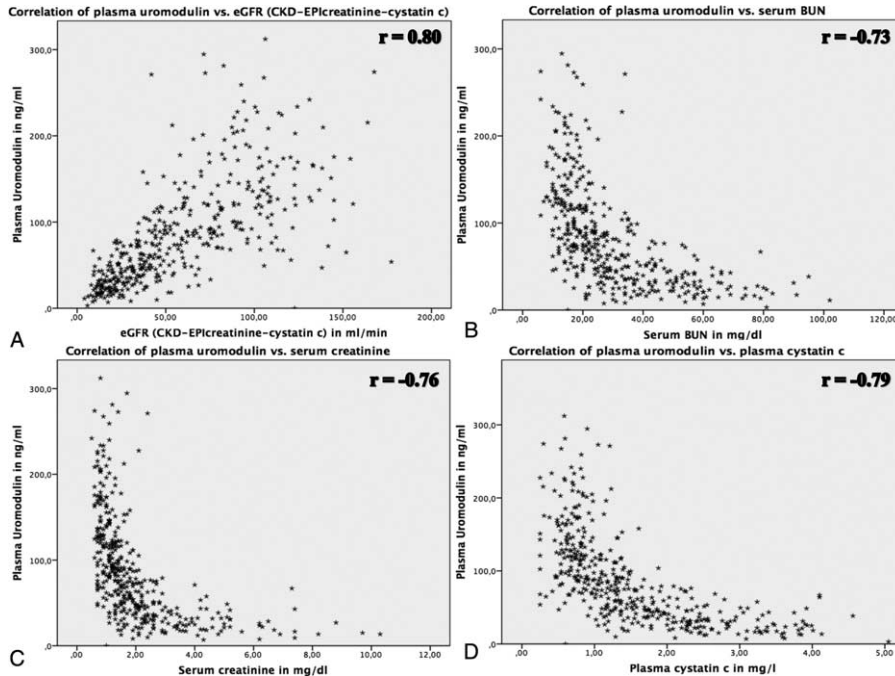 Correlation of plasma uromodulin vs. eGFR (CKD-EPIcreatinine-cystatin c)
r = 0.80
300,0
200,0
100,0
,0
Plasma Uromodulin in ng/ml
,00 50,00 100,00 150,00 200,00
eGFR (CKD-EPIcreatinine-cystatin c) in ml/min
A
Correlation of plasma uromodulin vs. serum BUN
r = -0.73
300,0
200,0
100,0
,0
Plasma Uromodulin in ng/ml
,00 20,00 40,00 60,00 80,00 100,00 120,00
Serum BUN in mg/dl
B
Correlation of plasma uromodulin vs. serum creatinine
r = -0.76
300,0
200,0
100,0
,0
Plasma Uromodulin in ng/ml
,00 2,00 4,00 6,00 8,00 10,00 12,00
Serum creatinine in mg/dl
C
Correlation of plasma uromodulin vs. plasma cystatin c
r = -0.79
300,0
200,0
100,0
,0
Plasma Uromodulin in ng/ml
,00 1,00 2,00 3,00 4,00 5,00
Plasma cystatin c in mg/l
D